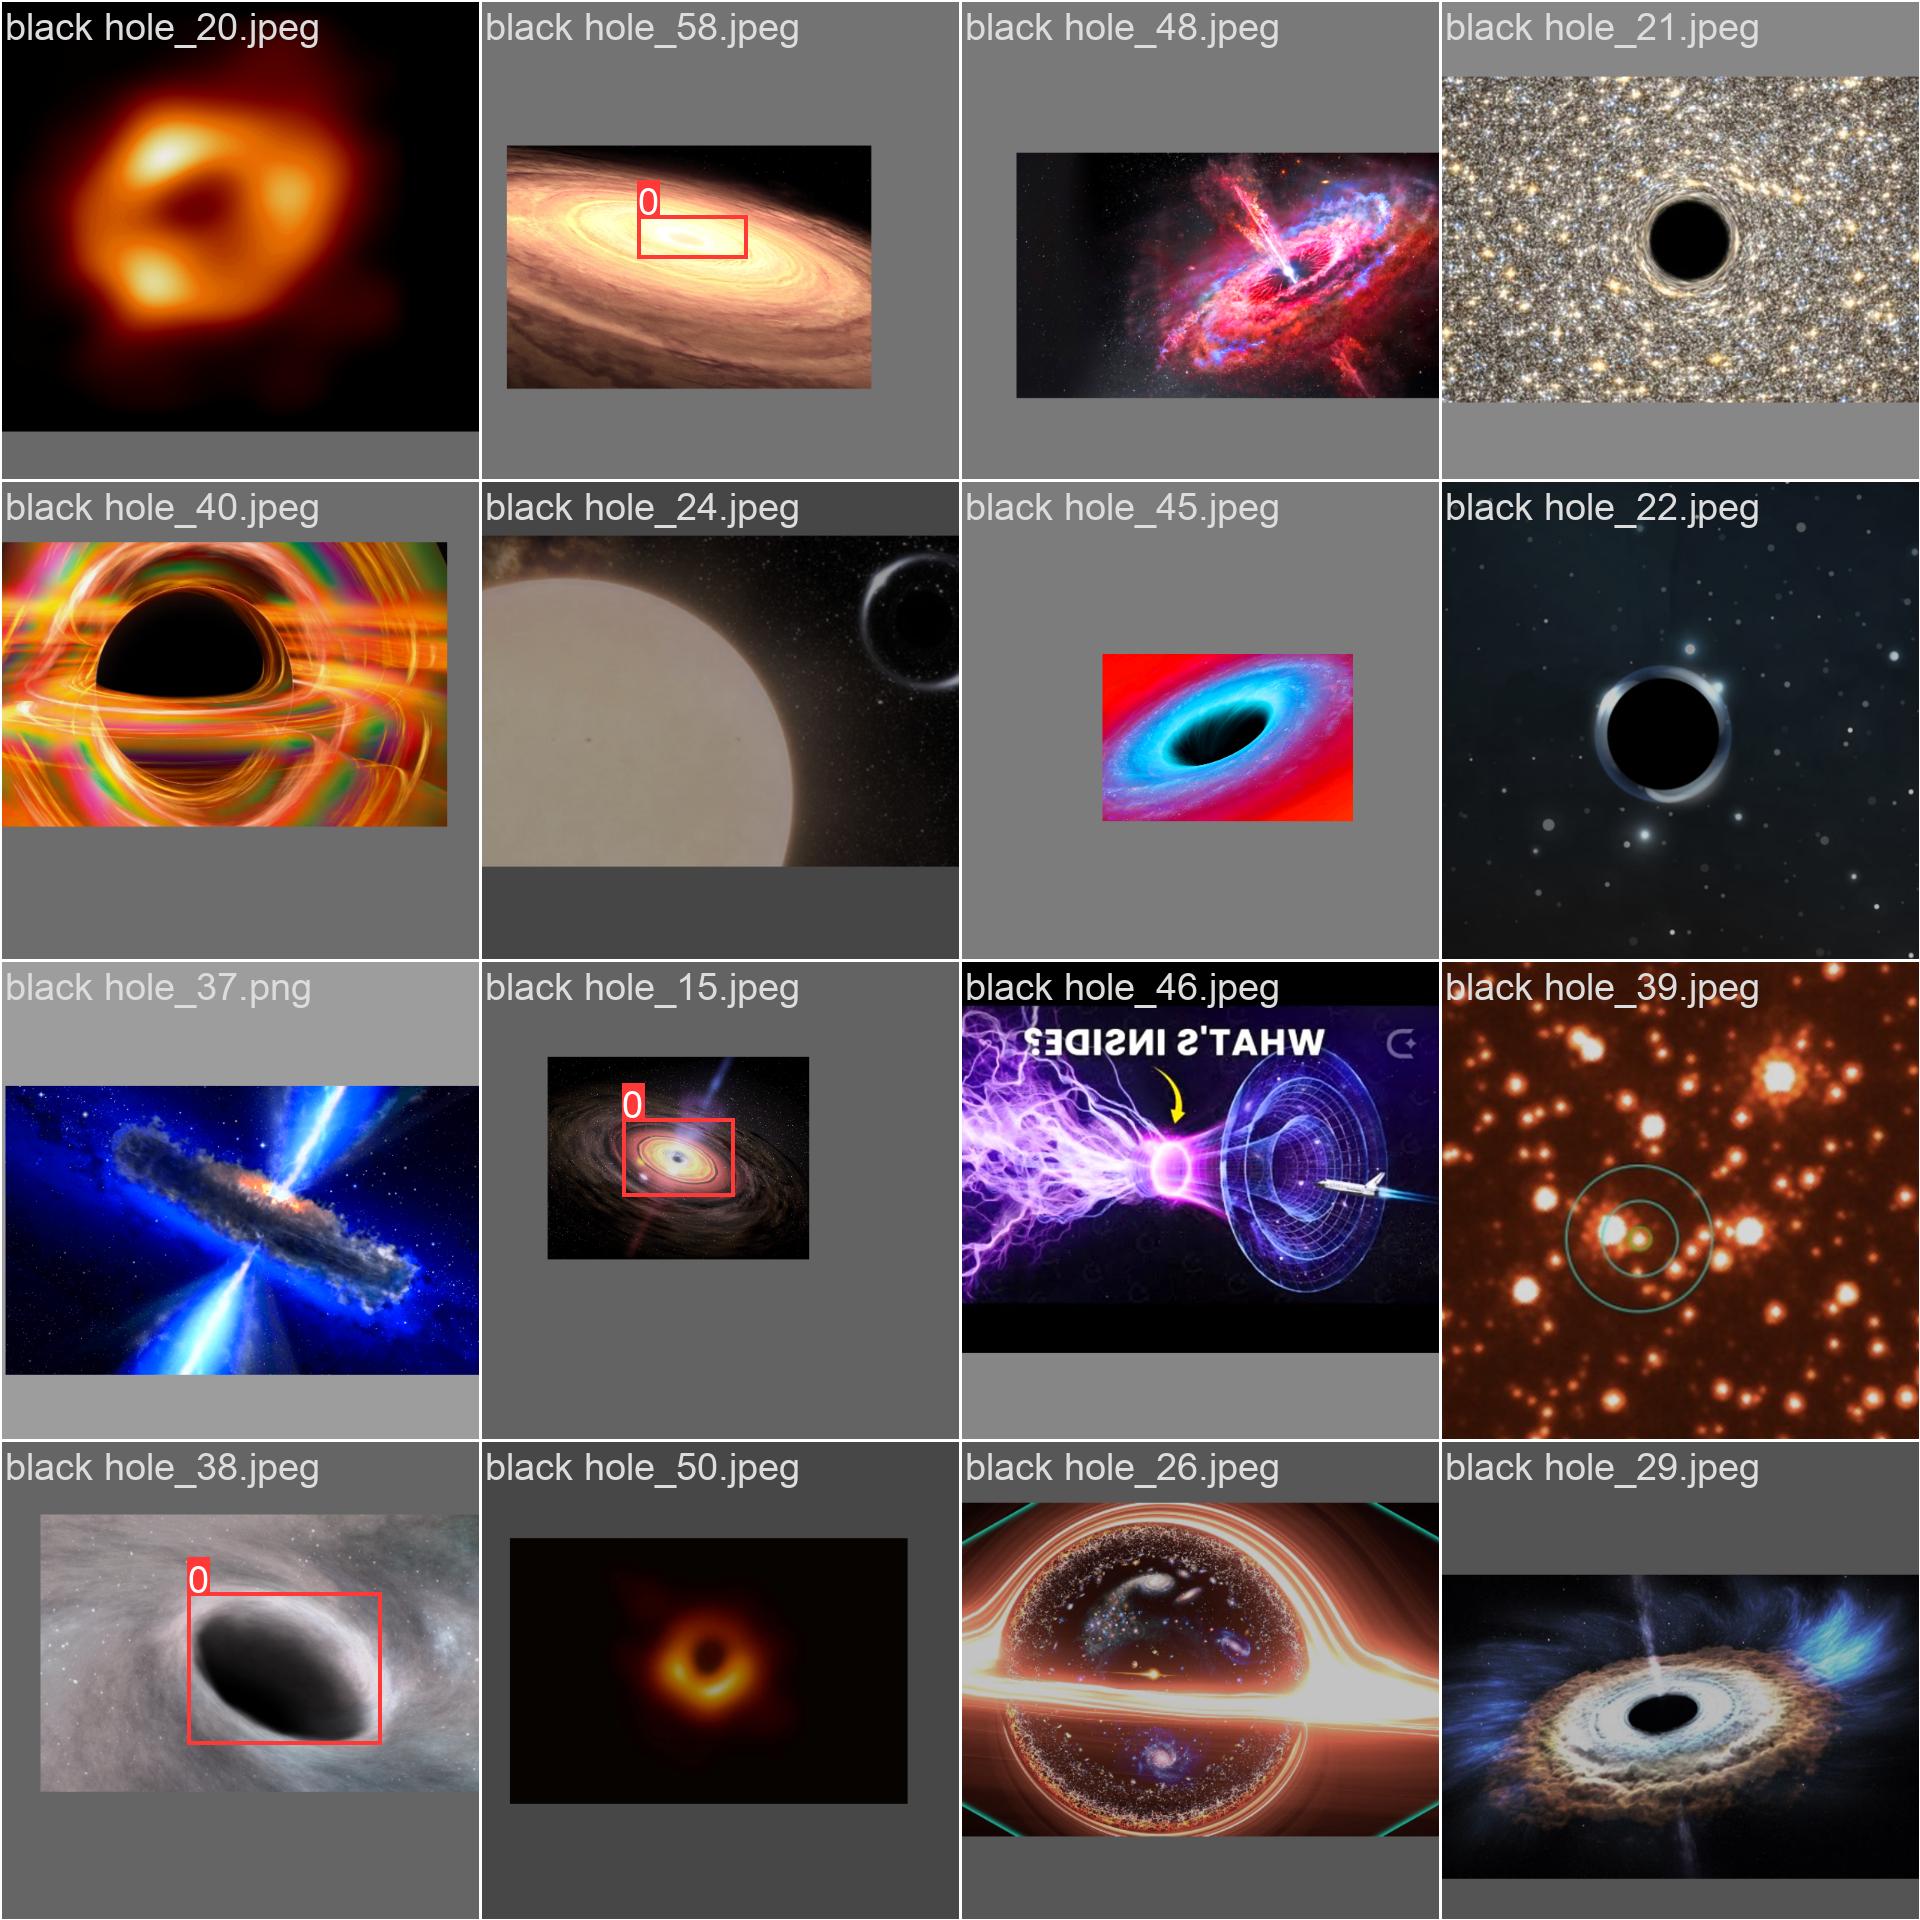 black hole_20.jpeg
black hole_58.jpeg
black hole_48.jpeg
black hole_21.jpeg
0
black hole_40.jpeg
black hole_24.jpeg
black hole_45.jpeg
black hole_22.jpeg
black hole_37.png
black hole_15.jpeg
black hole_46.jpeg
black hole_39.jpeg
WHAT'S INSIDE?
0
black hole_38.jpeg
black hole_50.jpeg
black hole_26.jpeg
black hole_29.jpeg
0